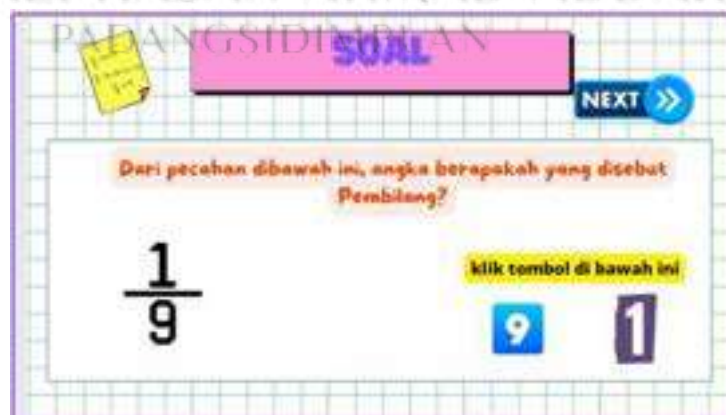 PADANGSIDIMPUAN
SOAL
NEXT
Dari pecahan dibawah ini, angka berapakah yang disebut
Pembilang?
1
9
klik tombol di bawah ini
9 1